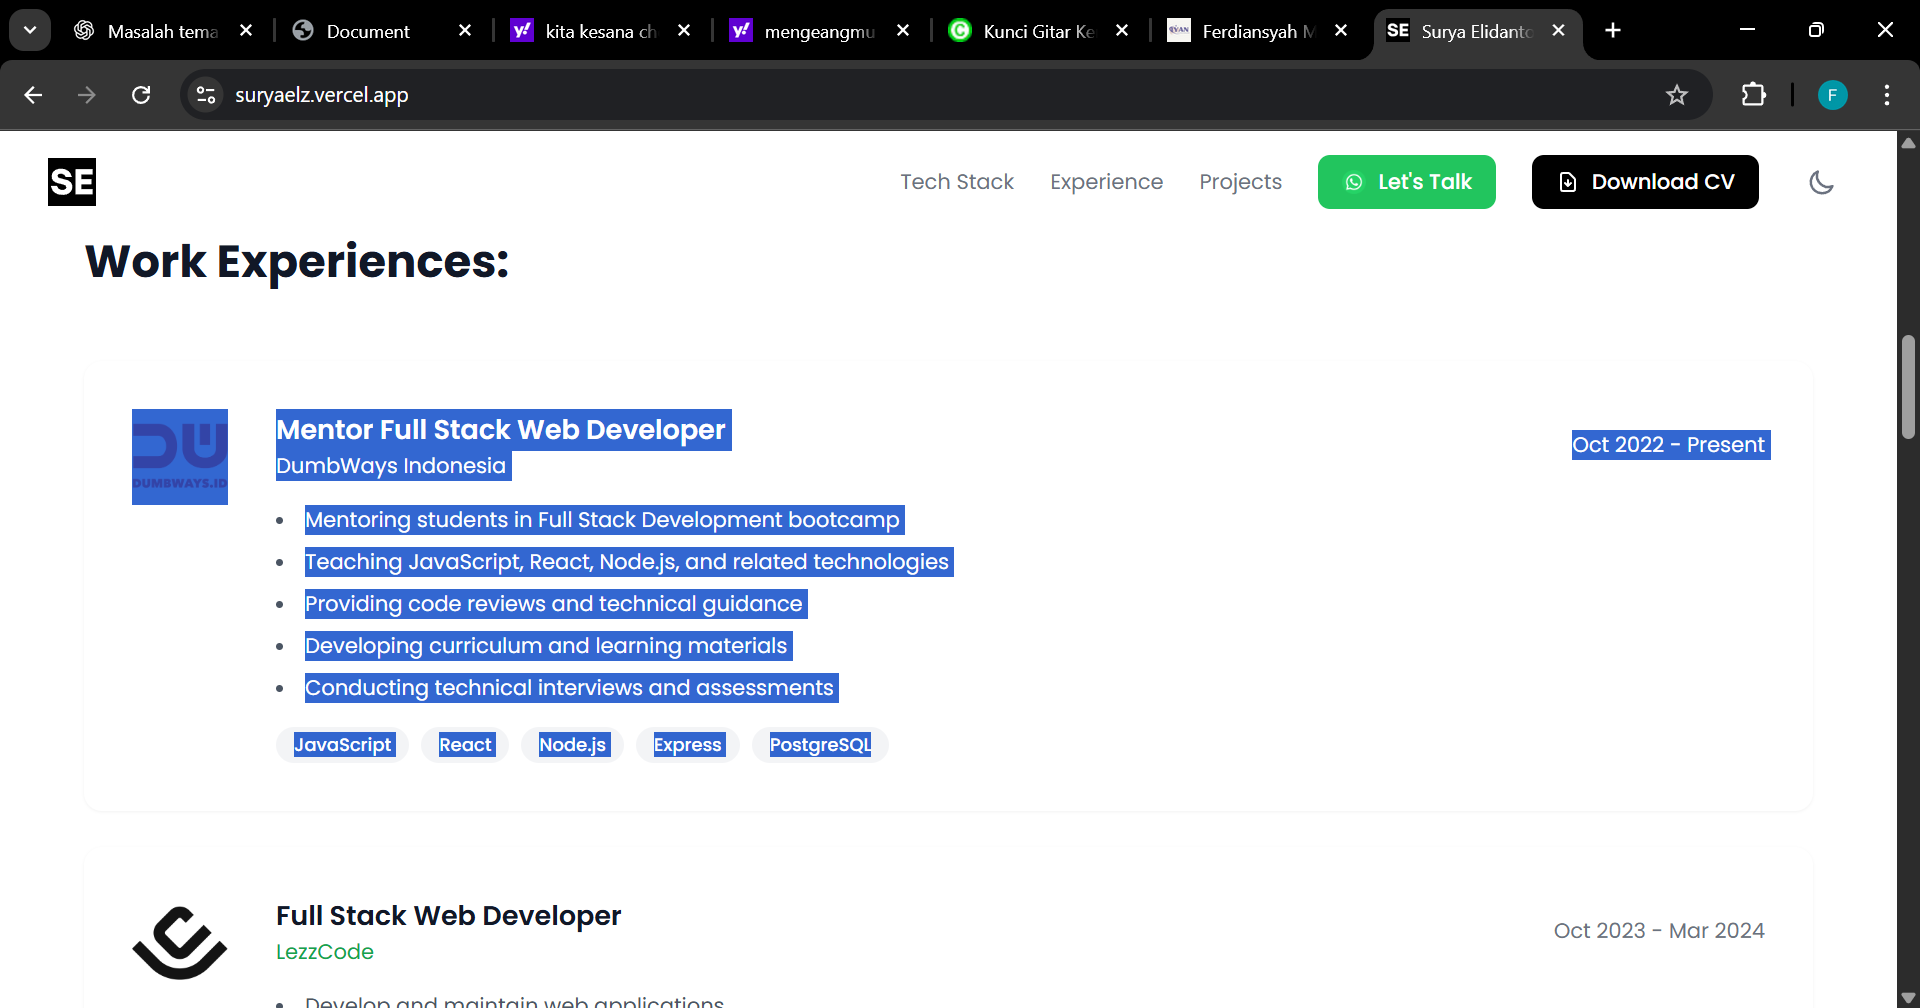 Masalah tema
Document
kita kesana ch
mengeangmu
Kunci Gitar Ke
Ferdiansyah M
SE
Surya Elidanto
suryaelz.vercel.app
F
SE
Tech Stack
Experience
Projects
Let's Talk
Download CV
Work Experiences:
DU
DUMBWAYS.ID
Mentor Full Stack Web Developer
DumbWays Indonesia
Oct 2022 - Present
Mentoring students in Full Stack Development bootcamp
Teaching JavaScript, React, Node.js, and related technologies
Providing code reviews and technical guidance
Developing curriculum and learning materials
Conducting technical interviews and assessments
JavaScript
React
Node.js
Express
PostgreSQL
Full Stack Web Developer
LezzCode
Oct 2023 - Mar 2024
Develop and maintain web applications